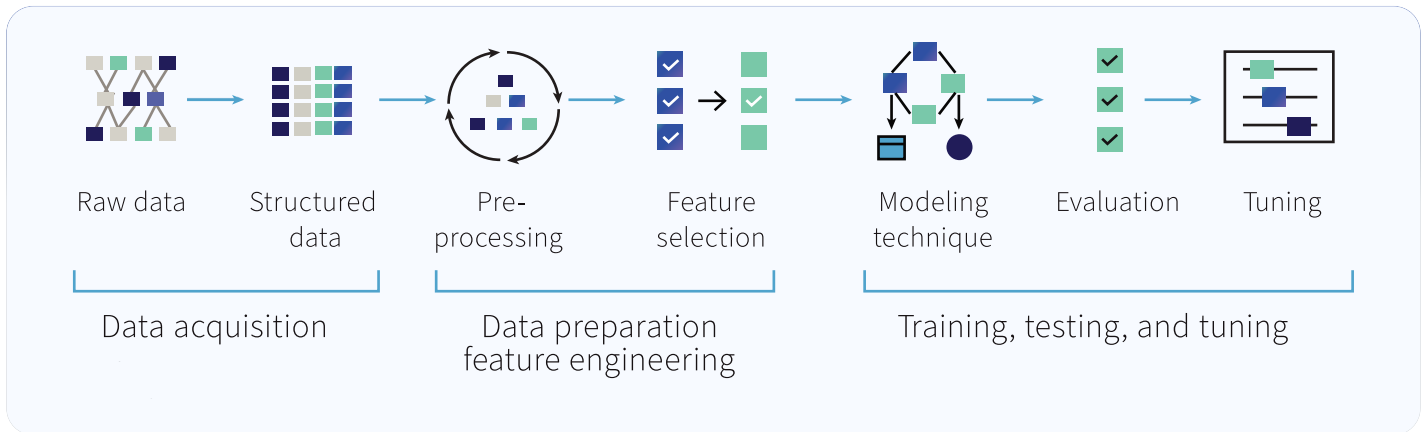 Raw data
Structured
data
Pre-
processing
Feature
selection
Modeling
technique
Evaluation
Tuning
Data acquisition
Data preparation
feature engineering
Training, testing, and tuning